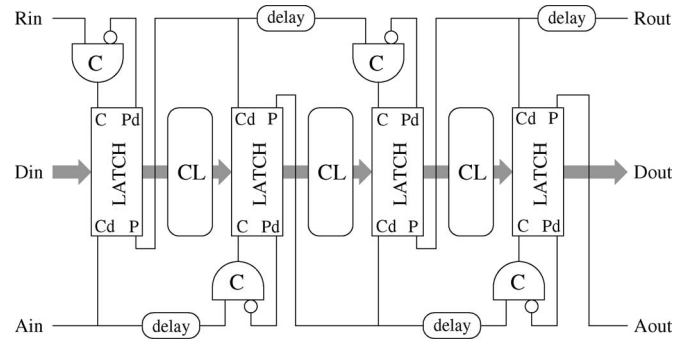 Rin delay delay Rout
C C
C Pd Cd P C Pd Cd P
Din LATCH CL LATCH CL LATCH CL LATCH Dout
Cd P C Pd Cd P C Pd
C C
Ain delay delay Aout